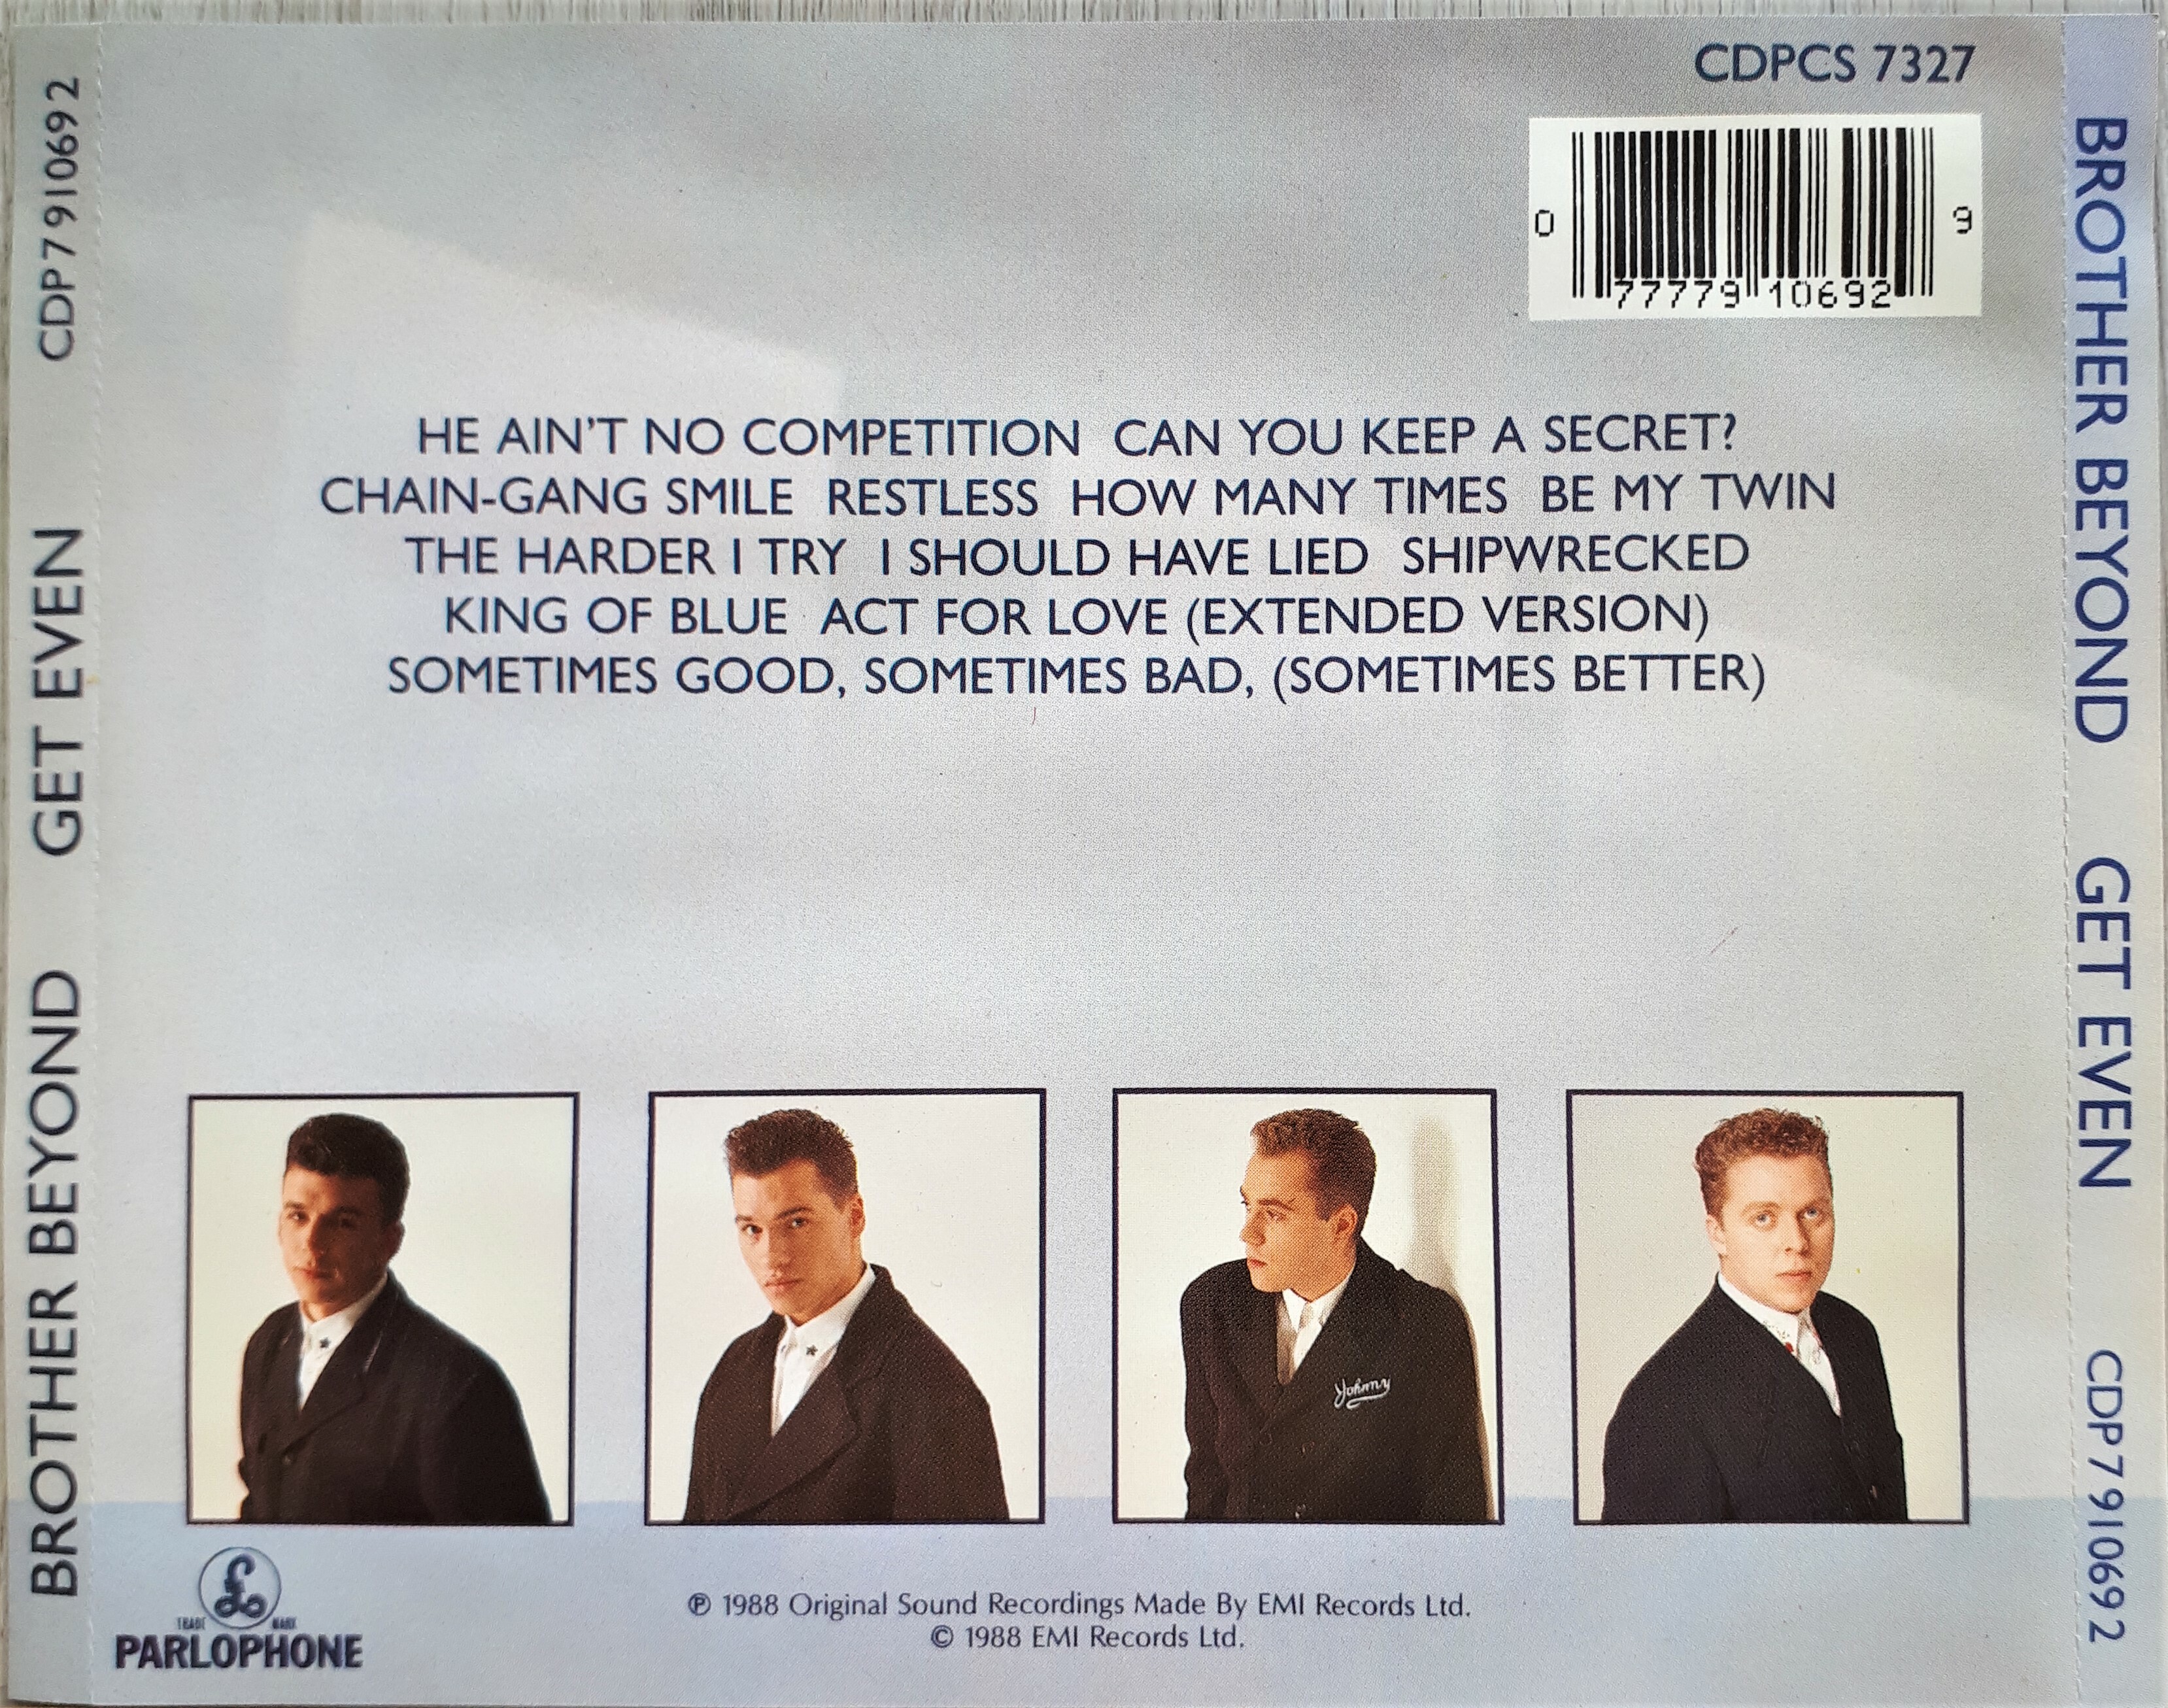 CDPCS 7327
0 77779 10692 9
HE AIN'T NO COMPETITION CAN YOU KEEP A SECRET?
CHAIN-GANG SMILE RESTLESS HOW MANY TIMES BE MY TWIN
THE HARDER I TRY I SHOULD HAVE LIED SHIPWRECKED
KING OF BLUE ACT FOR LOVE (EXTENDED VERSION)
SOMETIMES GOOD, SOMETIMES BAD, (SOMETIMES BETTER)
Johnny
TRADE MARK
PARLOPHONE
℗ 1988 Original Sound Recordings Made By EMI Records Ltd.
© 1988 EMI Records Ltd.
BROTHER BEYOND GET EVEN CDP 7 91069 2
BROTHER BEYOND GET EVEN CDP 7 91069 2